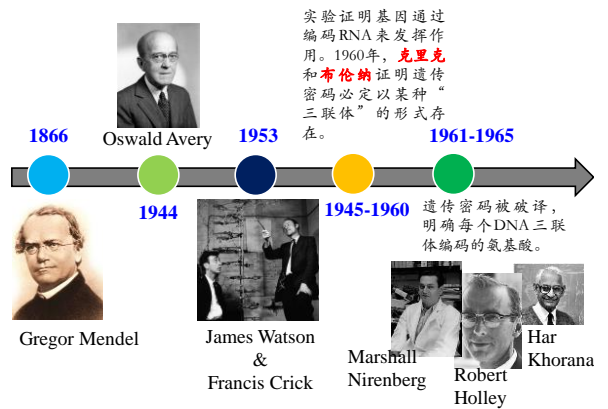 实验证明基因通过
编码RNA来发挥作
用。1960年，克里克
和布伦纳证明遗传
密码必定以某种“
三联体”的形式存
在。
1866
Oswald Avery
1953
1961-1965
1944
1945-1960
遗传密码被破译，
明确每个DNA三联
体编码的氨基酸。
Gregor Mendel
James Watson
&
Francis Crick
Marshall
Nirenberg
Robert
Holley
Har
Khorana